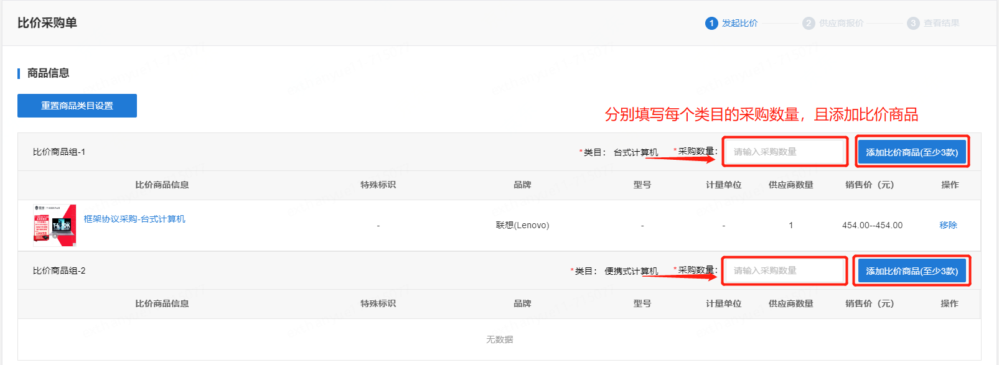 比价采购单
1 发起比价
2 供应商报价
3 查看结果
商品信息
重置商品类目设置
分别填写每个类目的采购数量，且添加比价商品
比价商品组-1
*类目： 台式计算机
*采购数量：
请输入采购数量
添加比价商品(至少3款)
比价商品信息 特殊标识 品牌 型号 计量单位 供应商数量 销售价（元） 操作
框架协议采购-台式计算机
- 联想(Lenovo) - - 1 454.00--454.00 移除
比价商品组-2
*类目： 便携式计算机
*采购数量：
请输入采购数量
添加比价商品(至少3款)
比价商品信息 特殊标识 品牌 型号 计量单位 供应商数量 销售价（元） 操作
无数据